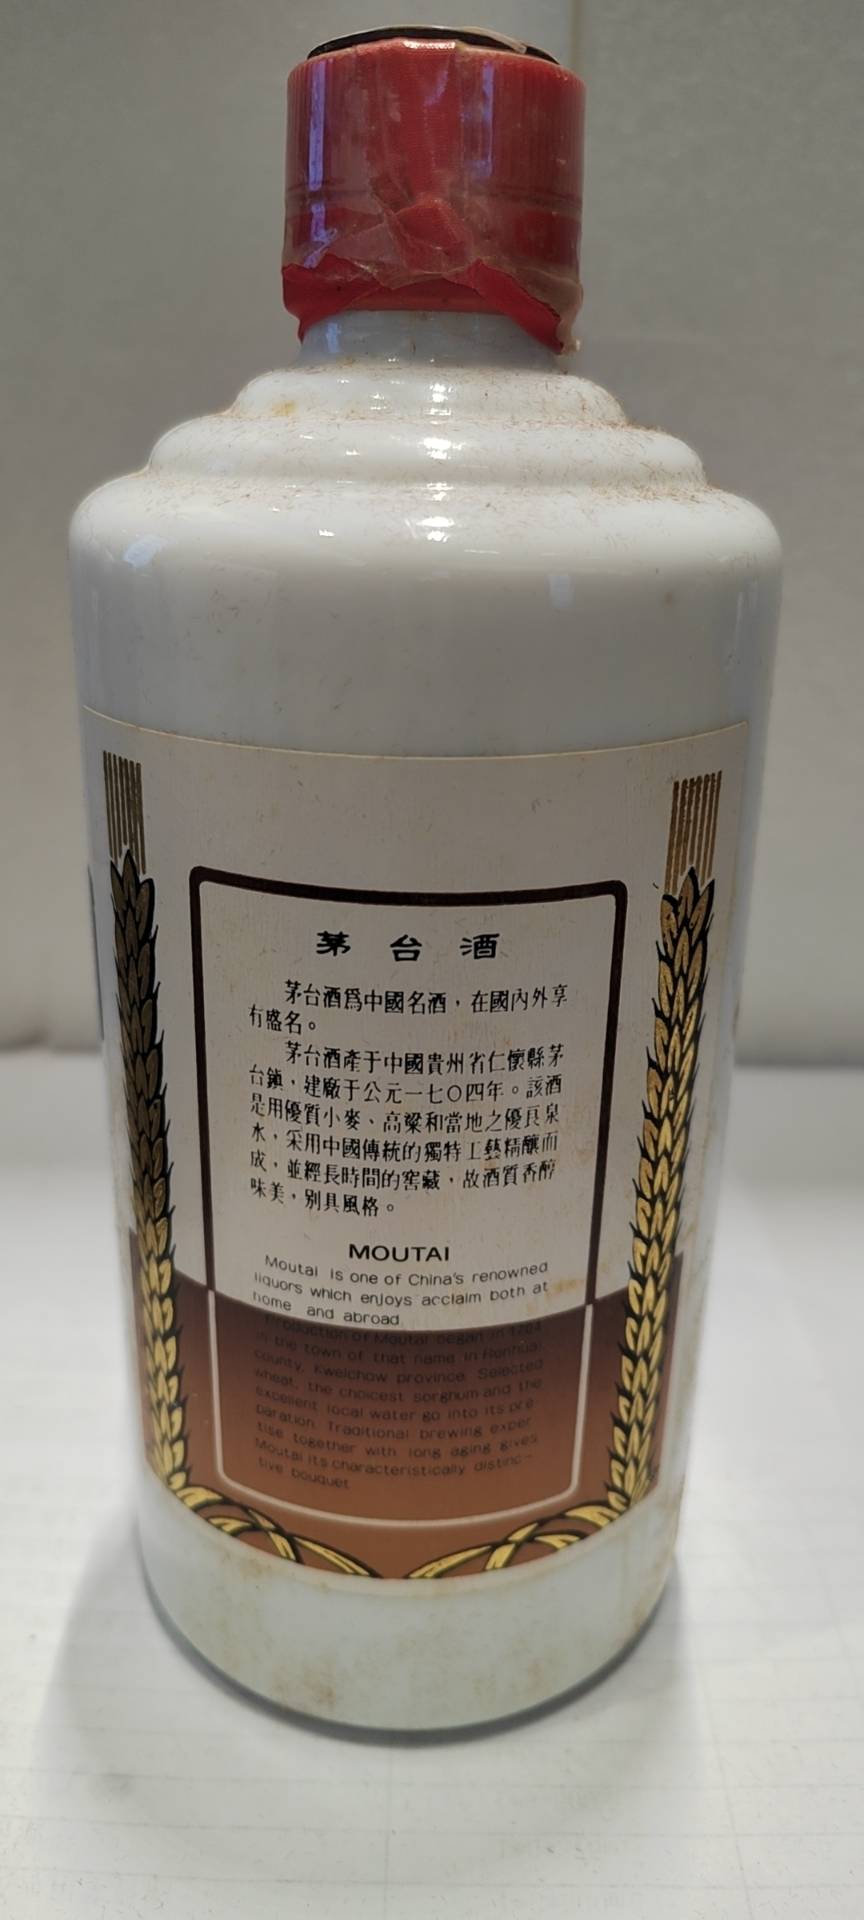 茅台酒
茅台酒爲中國名酒，在國內外享
有盛名。
茅台酒產于中國貴州省仁懷縣茅
台鎮，建廠于公元一七〇四年。該酒
是用優質小麥、高粱和當地之優良泉
水，采用中國傳統的獨特工藝精釀而
成，並經長時間的窖藏，故酒質香醇
味美，別具風格。
MOUTAI
Moutai is one of China's renowned
liquors which enjoys acclaim both at
home and abroad.
Production of Moutai began in 1704
in the town of that name in Renhuai
county, Kweichow province. Selected
wheat, the choicest sorghum and the
excellent local water go into its pre
paration. Traditional brewing exper
tise together with long aging gives
Moutai its characteristically distinc-
tive bouquet